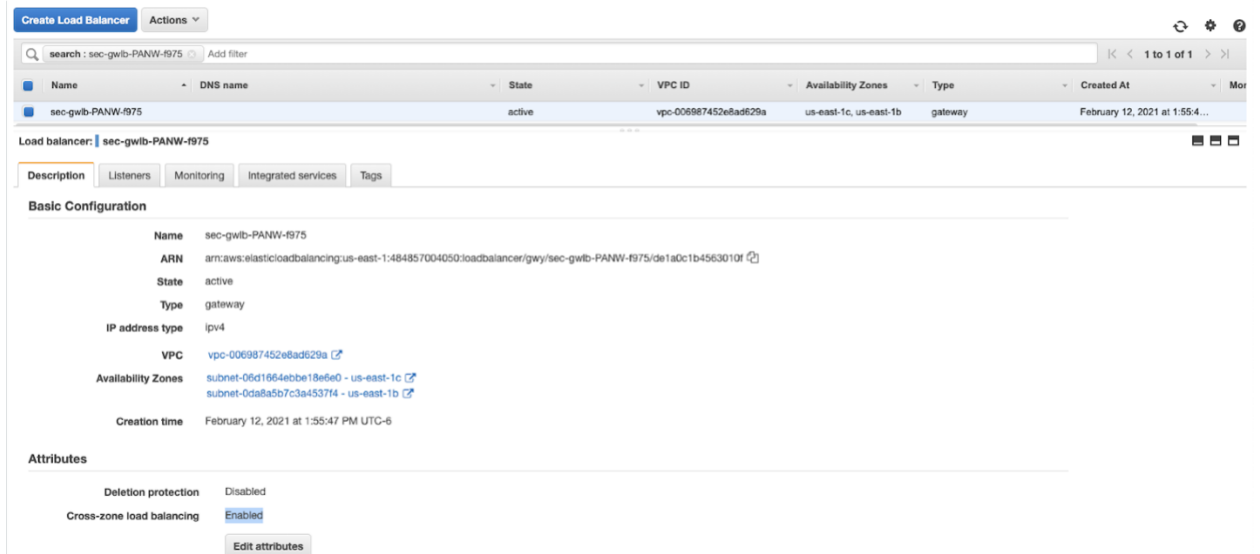 Create Load Balancer Actions
search : sec-gwlb-PANW-f975 Add filter 1 to 1 of 1
Name DNS name State VPC ID Availability Zones Type Created At Mor
sec-gwlb-PANW-f975 active vpc-006987452e8ad629a us-east-1c, us-east-1b gateway February 12, 2021 at 1:55:4...
Load balancer: sec-gwlb-PANW-f975
Description Listeners Monitoring Integrated services Tags
Basic Configuration
Name sec-gwlb-PANW-f975
ARN arn:aws:elasticloadbalancing:us-east-1:484857004050:loadbalancer/gwy/sec-gwlb-PANW-f975/de1a0c1b4563010f
State active
Type gateway
IP address type ipv4
VPC vpc-006987452e8ad629a
Availability Zones subnet-06d1664ebbe18e6e0 - us-east-1c
subnet-0da8a5b7c3a4537f4 - us-east-1b
Creation time February 12, 2021 at 1:55:47 PM UTC-6
Attributes
Deletion protection Disabled
Cross-zone load balancing Enabled
Edit attributes